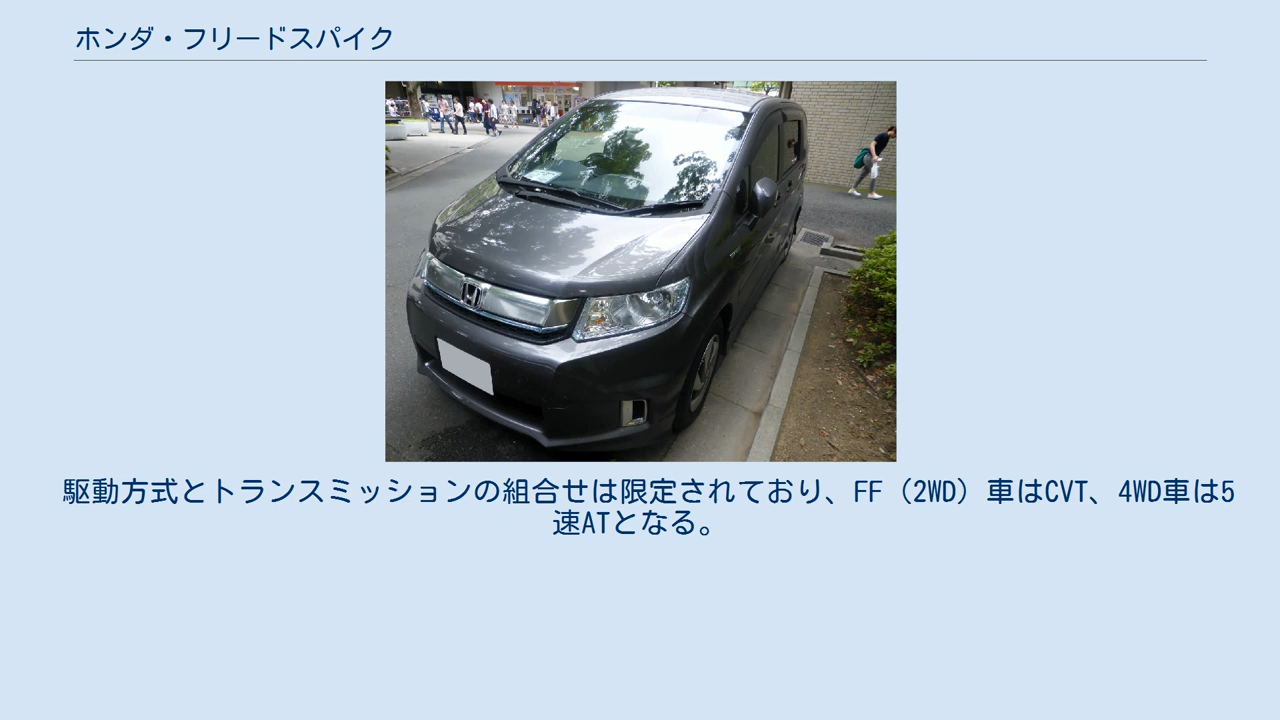 ホンダ・フリードスパイク
駆動方式とトランスミッションの組合せは限定されており、FF（2WD）車はCVT、4WD車は5
速ATとなる。